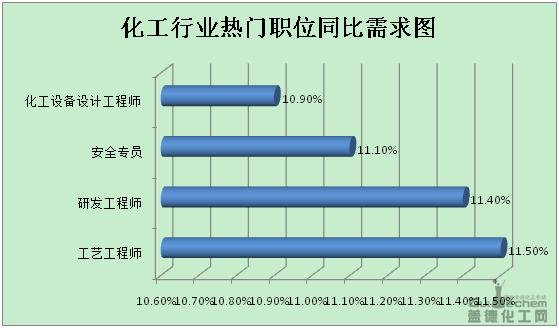 化工行业热门职位同比需求图
化工设备设计工程师 10.90%
安全专员 11.10%
研发工程师 11.40%
工艺工程师 11.50%
10.60% 10.70% 10.80% 10.90% 11.00% 11.10% 11.20% 11.30% 11.40% 11.50%
盖德化工网